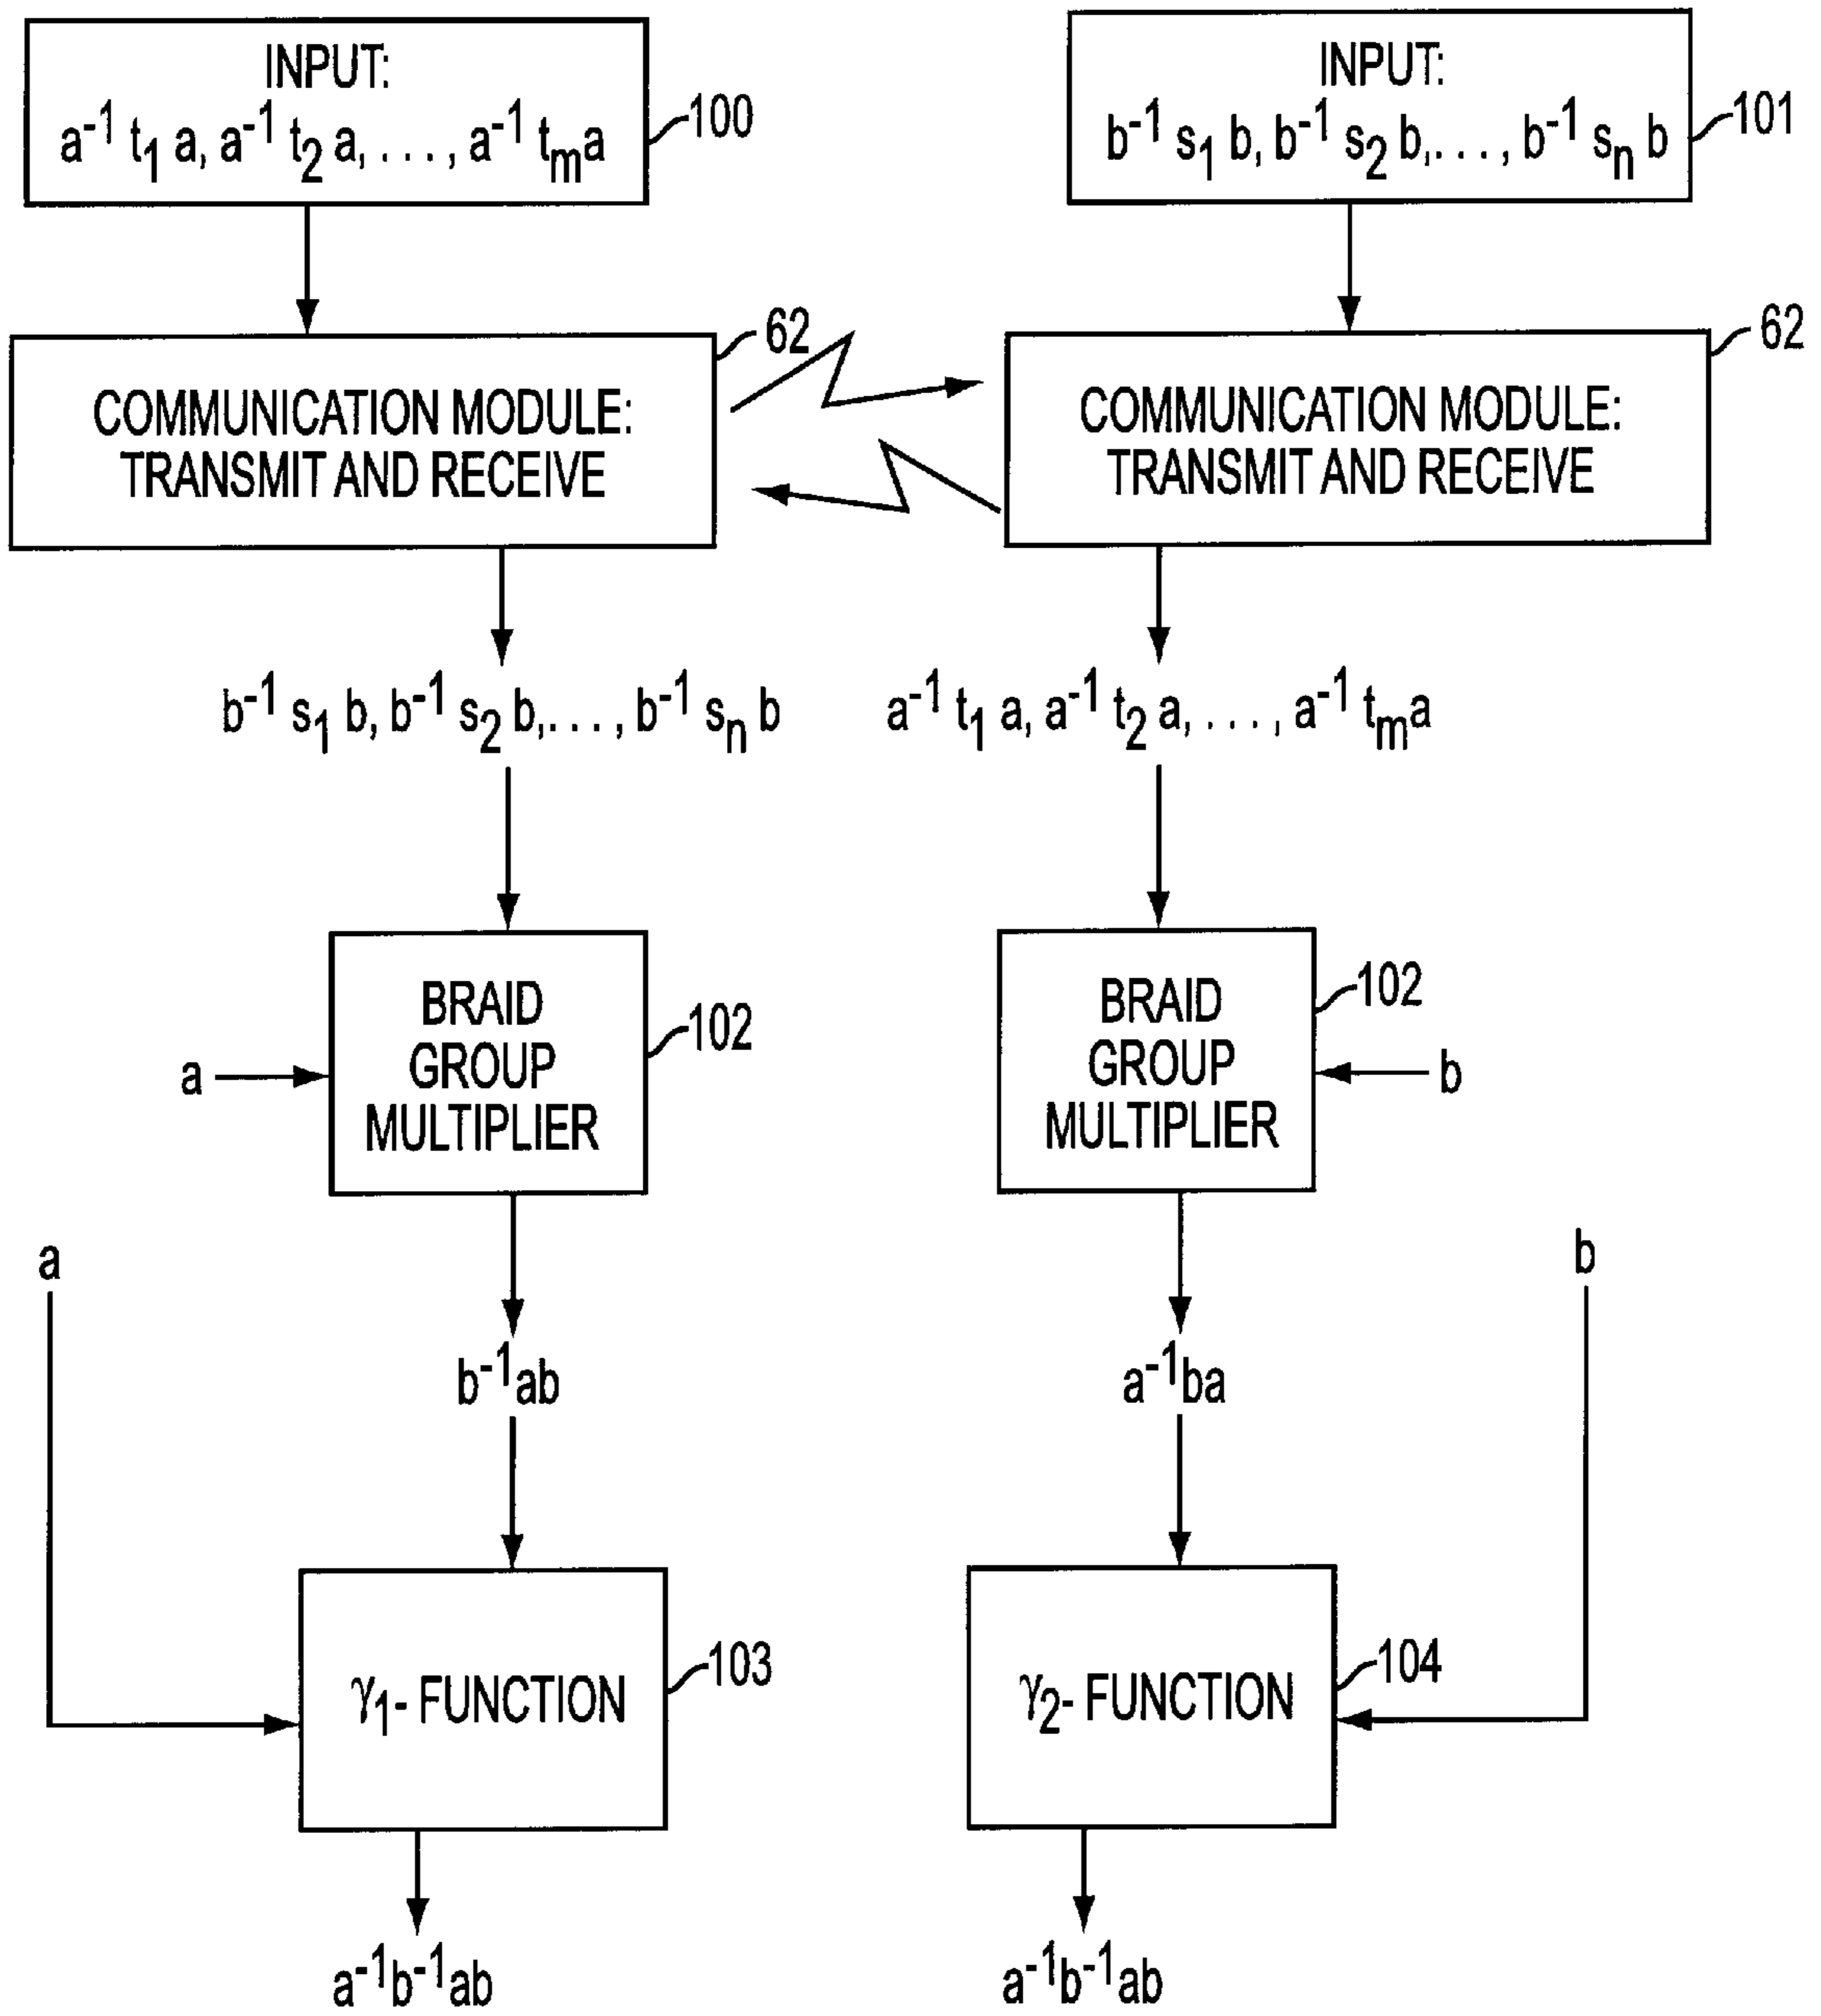 INPUT:
a⁻¹ t₁ a, a⁻¹ t₂ a, . . . , a⁻¹ tₘa
100
INPUT:
b⁻¹ s₁ b, b⁻¹ s₂ b,. . . , b⁻¹ sₙ b
101
COMMUNICATION MODULE:
TRANSMIT AND RECEIVE
62
COMMUNICATION MODULE:
TRANSMIT AND RECEIVE
62
b⁻¹ s₁ b, b⁻¹ s₂ b,. . . , b⁻¹ sₙ b
a⁻¹ t₁ a, a⁻¹ t₂ a, . . . , a⁻¹ tₘa
a
BRAID
GROUP
MULTIPLIER
102
BRAID
GROUP
MULTIPLIER
102
b
a
b⁻¹ab
a⁻¹ba
b
γ₁- FUNCTION
103
γ₂- FUNCTION
104
a⁻¹b⁻¹ab
a⁻¹b⁻¹ab